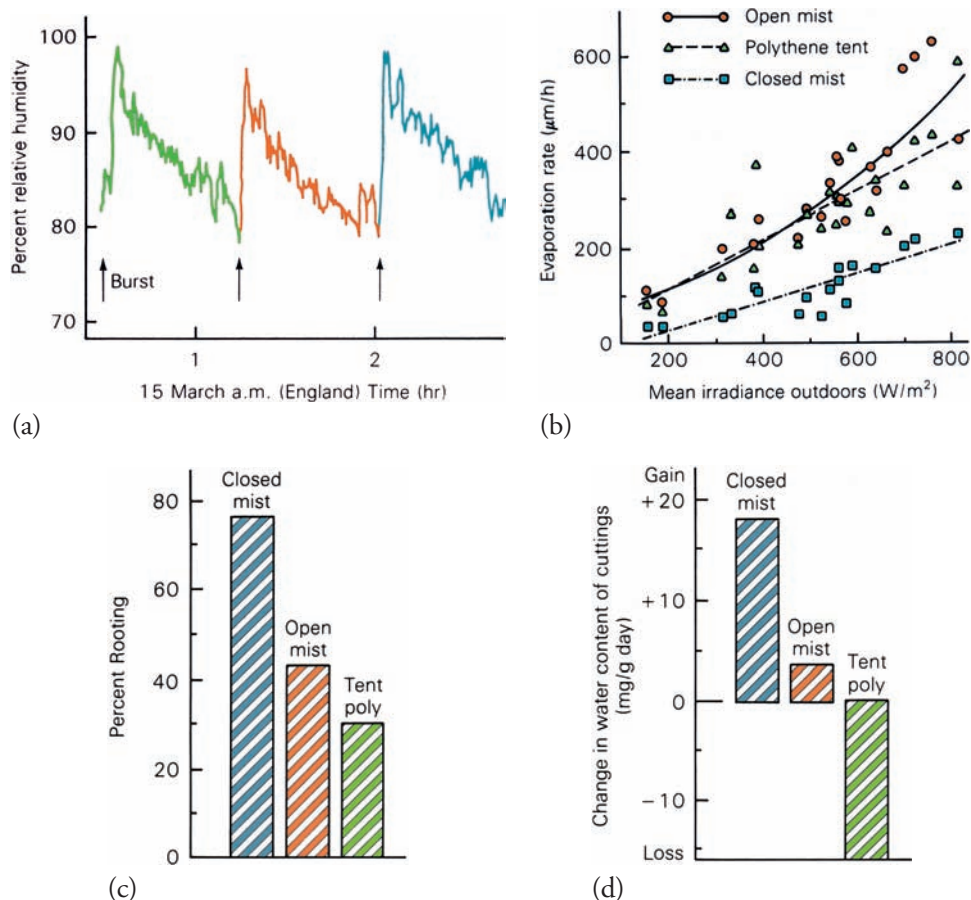 100
90
80
70
Percent relative humidity
Burst
1
2
15 March a.m. (England) Time (hr)
(a)
Open mist
Polythene tent
Closed mist
600
400
200
0
Evaporation rate (μm/h)
200
400
600
800
Mean irradiance outdoors (W/m²)
(b)
80
60
40
20
0
Percent Rooting
Closed
mist
Open
mist
Tent
poly
(c)
Gain
+20
+10
0
−10
Loss
Change in water content of cuttings
(mg/g day)
Closed
mist
Open
mist
Tent
poly
(d)